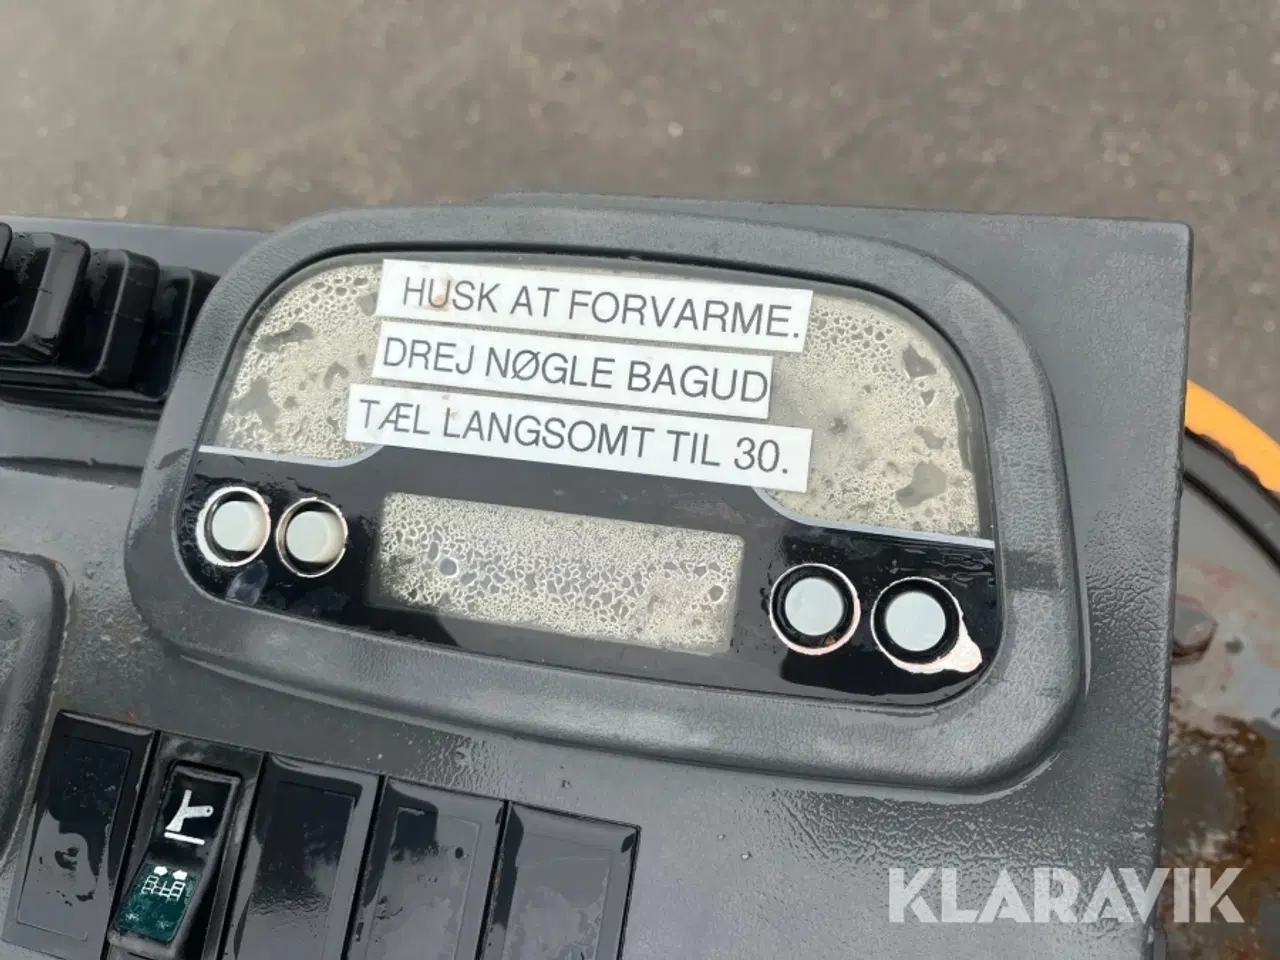 HUSK AT FORVARME.
DREJ NØGLE BAGUD
TÆL LANGSOMT TIL 30.
KLARAVIK